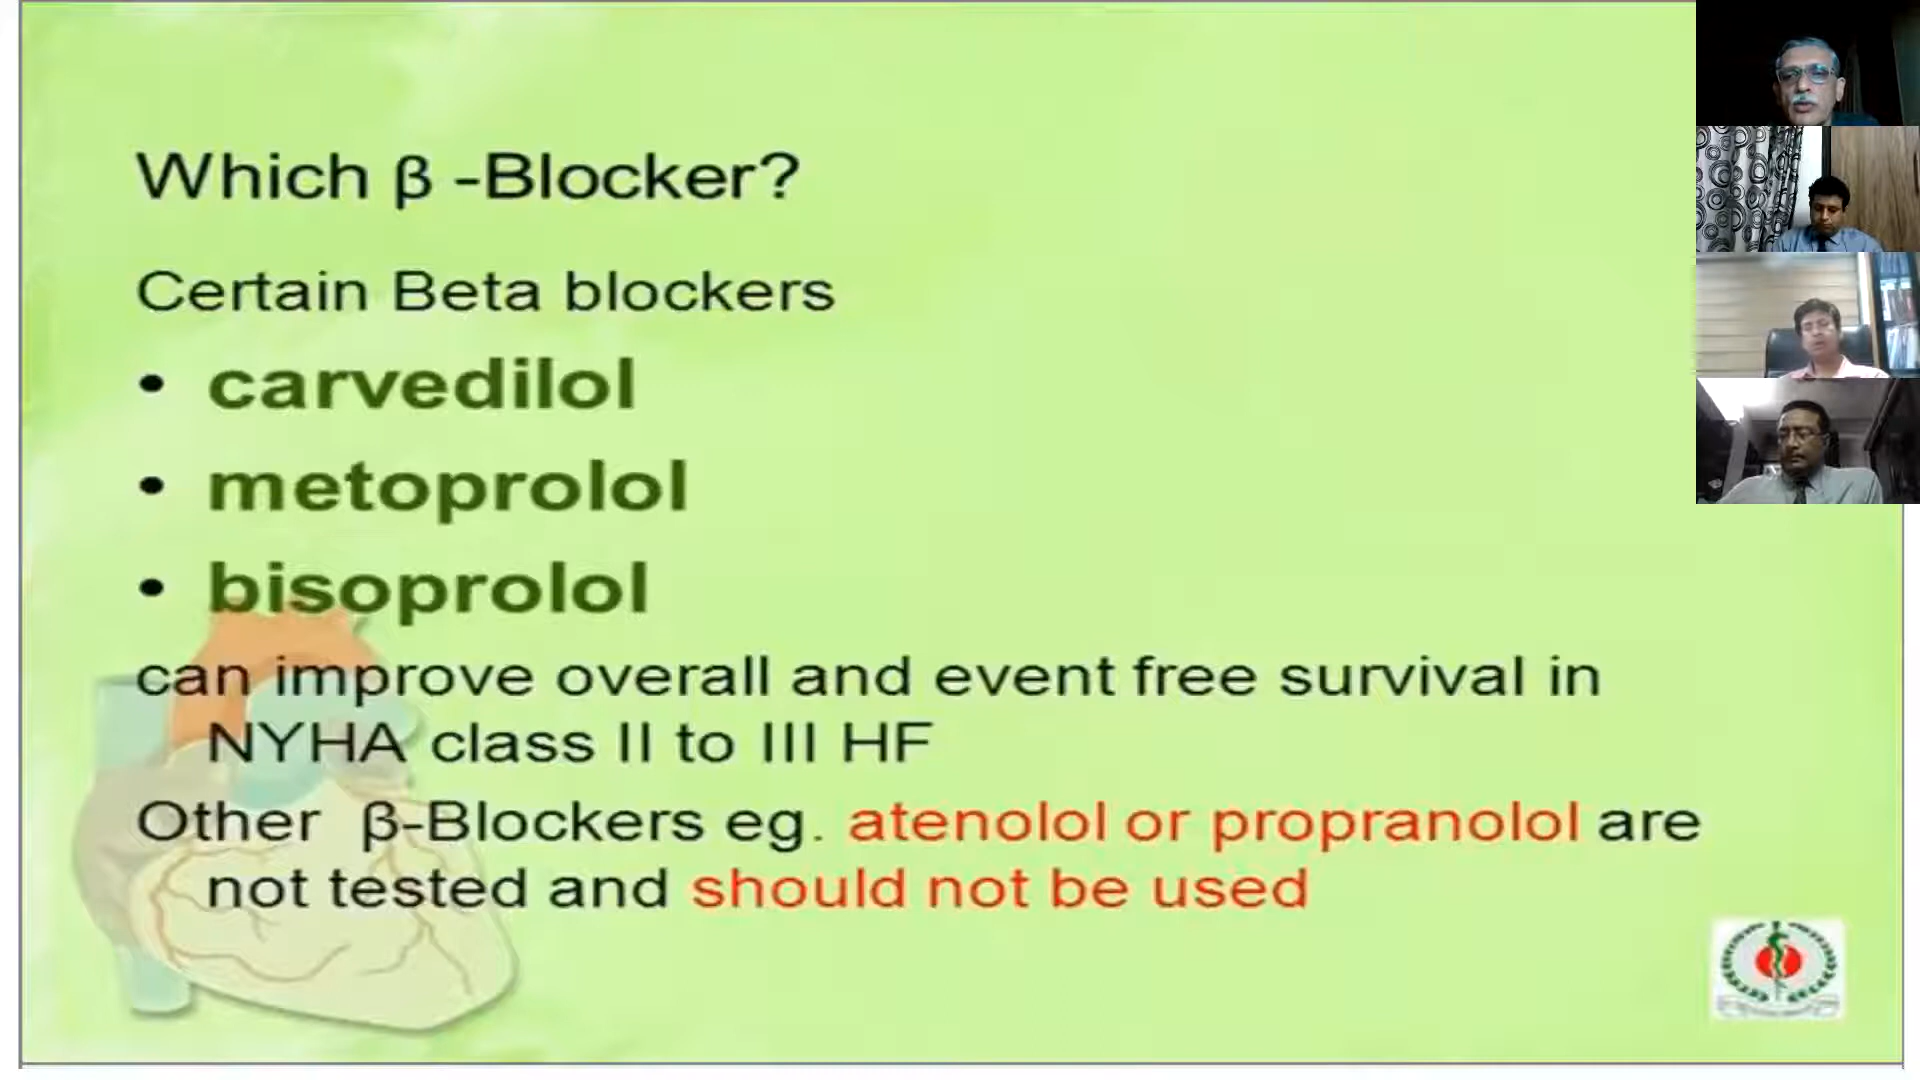 Which β -Blocker?
Certain Beta blockers
• carvedilol
• metoprolol
• bisoprolol
can improve overall and event free survival in
NYHA class II to III HF
Other β-Blockers eg. atenolol or propranolol are
not tested and should not be used